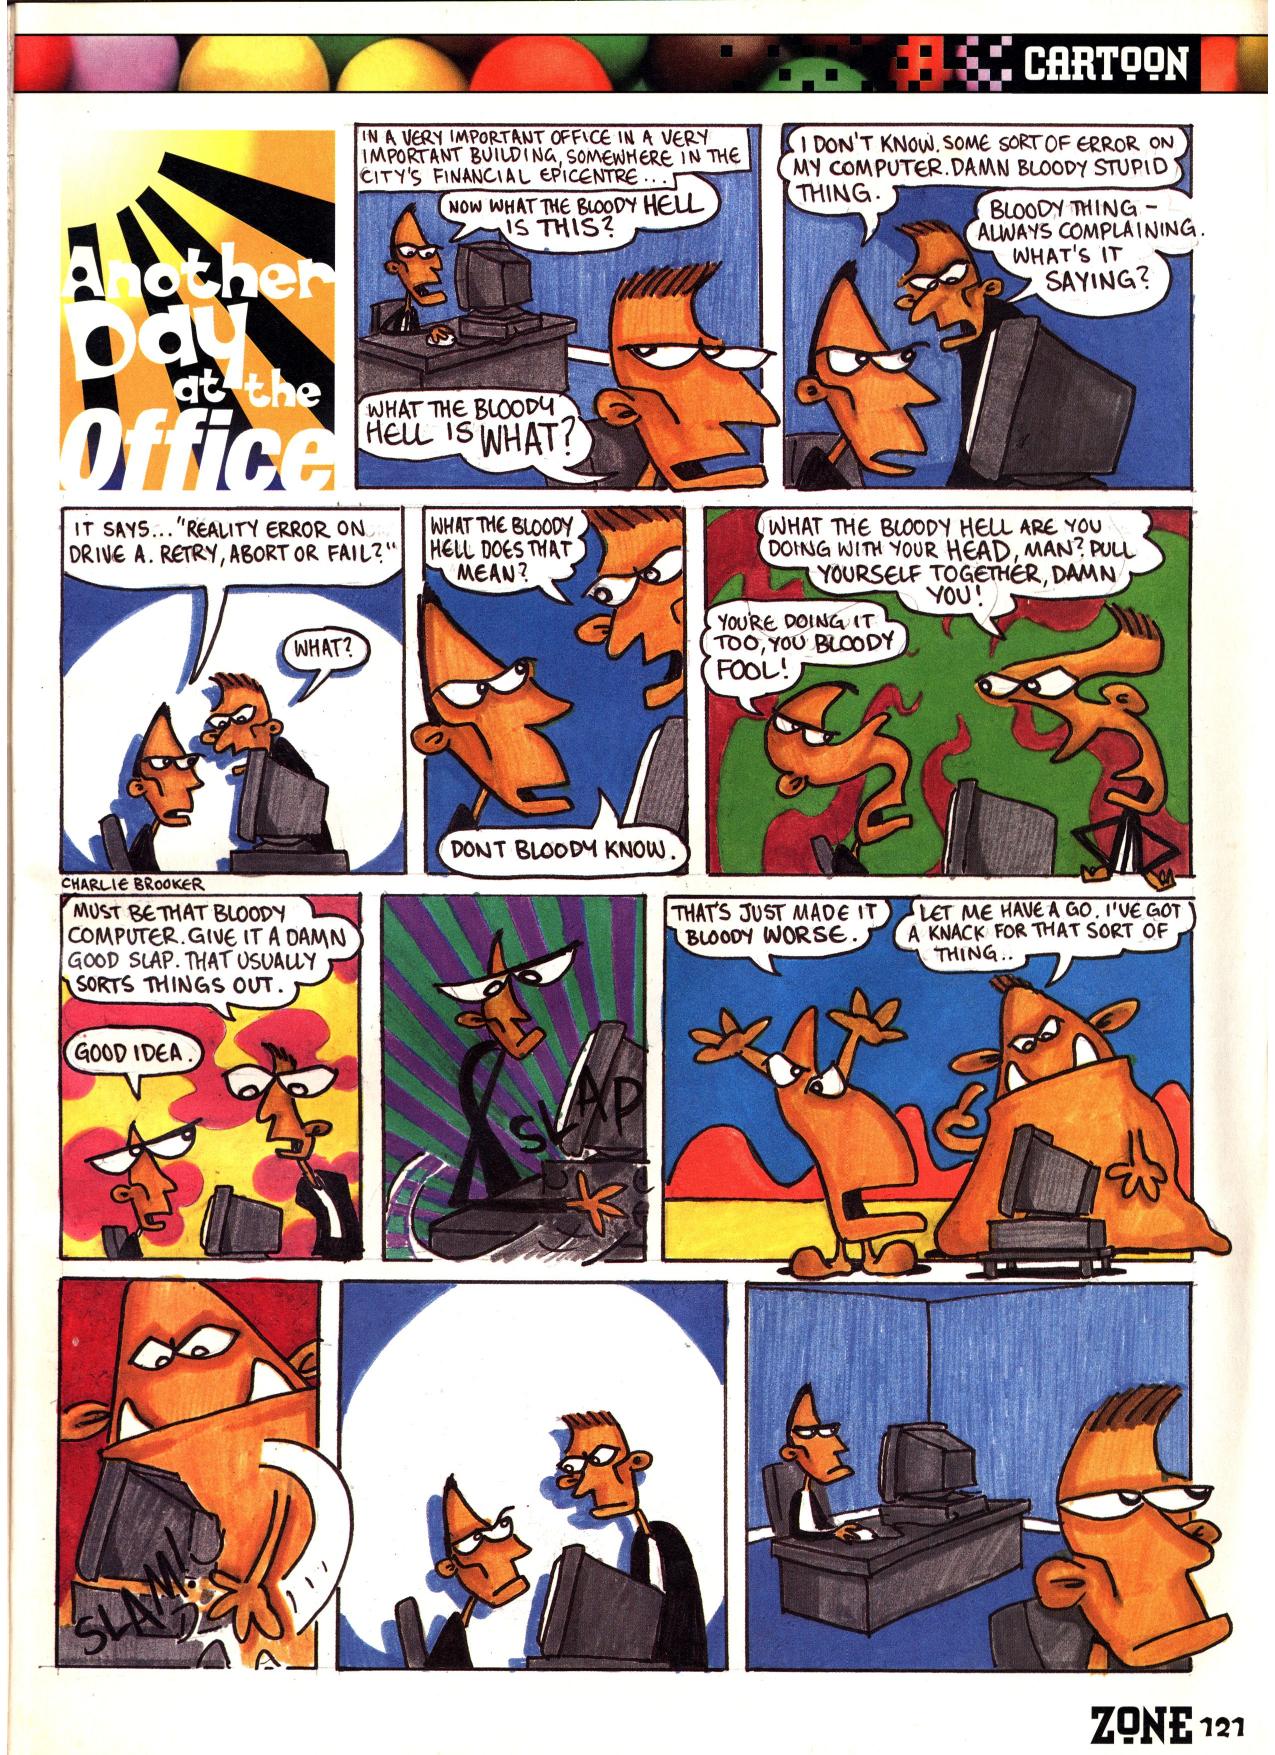 CARTOON
Another
Day
at the
Office
IN A VERY IMPORTANT OFFICE IN A VERY
IMPORTANT BUILDING, SOMEWHERE IN THE
CITY'S FINANCIAL EPICENTRE...
NOW WHAT THE BLOODY HELL
IS THIS?
WHAT THE BLOODY
HELL IS WHAT?
I DON'T KNOW. SOME SORT OF ERROR ON
MY COMPUTER. DAMN BLOODY STUPID
THING.
BLOODY THING -
ALWAYS COMPLAINING.
WHAT'S IT
SAYING?
IT SAYS... "REALITY ERROR ON
DRIVE A. RETRY, ABORT OR FAIL?"
WHAT?
WHAT THE BLOODY
HELL DOES THAT
MEAN?
DONT BLOODY KNOW.
WHAT THE BLOODY HELL ARE YOU
DOING WITH YOUR HEAD, MAN? PULL
YOURSELF TOGETHER, DAMN
YOU!
YOU'RE DOING IT
TOO, YOU BLOODY
FOOL!
CHARLIE BROOKER
MUST BE THAT BLOODY
COMPUTER. GIVE IT A DAMN
GOOD SLAP. THAT USUALLY
SORTS THINGS OUT.
GOOD IDEA.
SLAP
THAT'S JUST MADE IT
BLOODY WORSE.
LET ME HAVE A GO. I'VE GOT
A KNACK FOR THAT SORT OF
THING..
SLAM!
ZONE 121